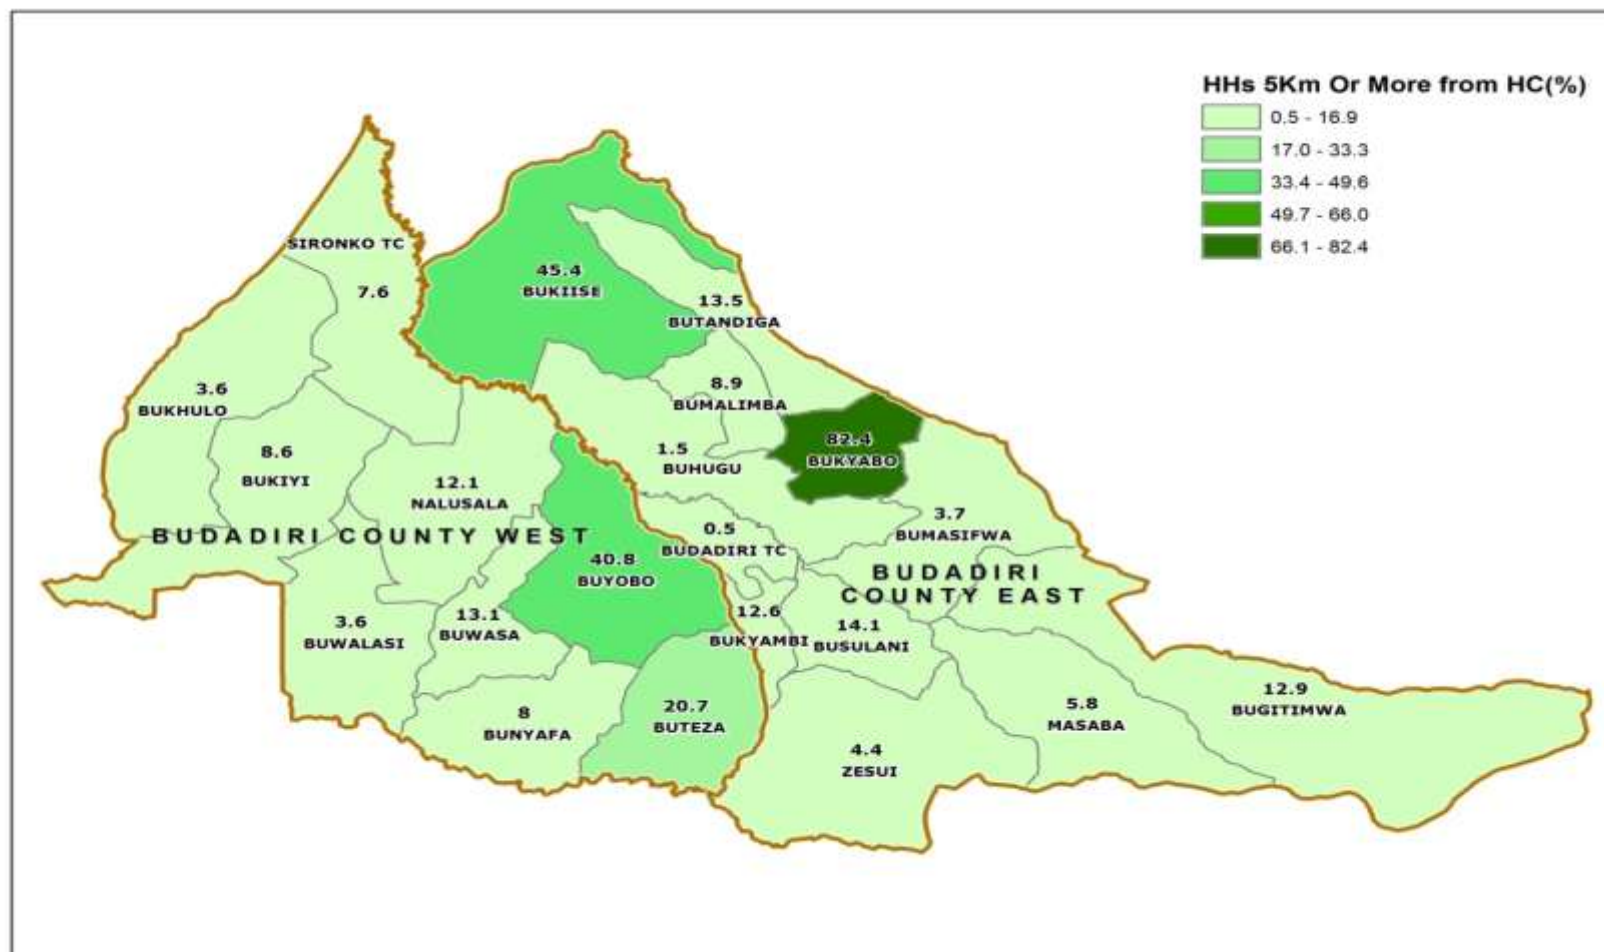 HHs 5Km Or More from HC(%)
0.5 - 16.9
17.0 - 33.3
33.4 - 49.6
49.7 - 66.0
66.1 - 82.4
SIRONKO TC
7.6
45.4
BUKIISE
13.5
BUTANDIGA
3.6
BUKHULO
8.9
BUMALIMBA
82.4
BUKYABO
8.6
BUKIYI
1.5
BUHUGU
12.1
NALUSALA
3.7
BUMASIFWA
0.5
BUDADIRI TC
BUDADIRI COUNTY WEST
40.8
BUYOBO
BUDADIRI
COUNTY EAST
3.6
BUWALASI
13.1
BUWASA
12.6
BUKYAMBI
14.1
BUSULANI
8
BUNYAFA
20.7
BUTEZA
4.4
ZESUI
5.8
MASABA
12.9
BUGITIMWA